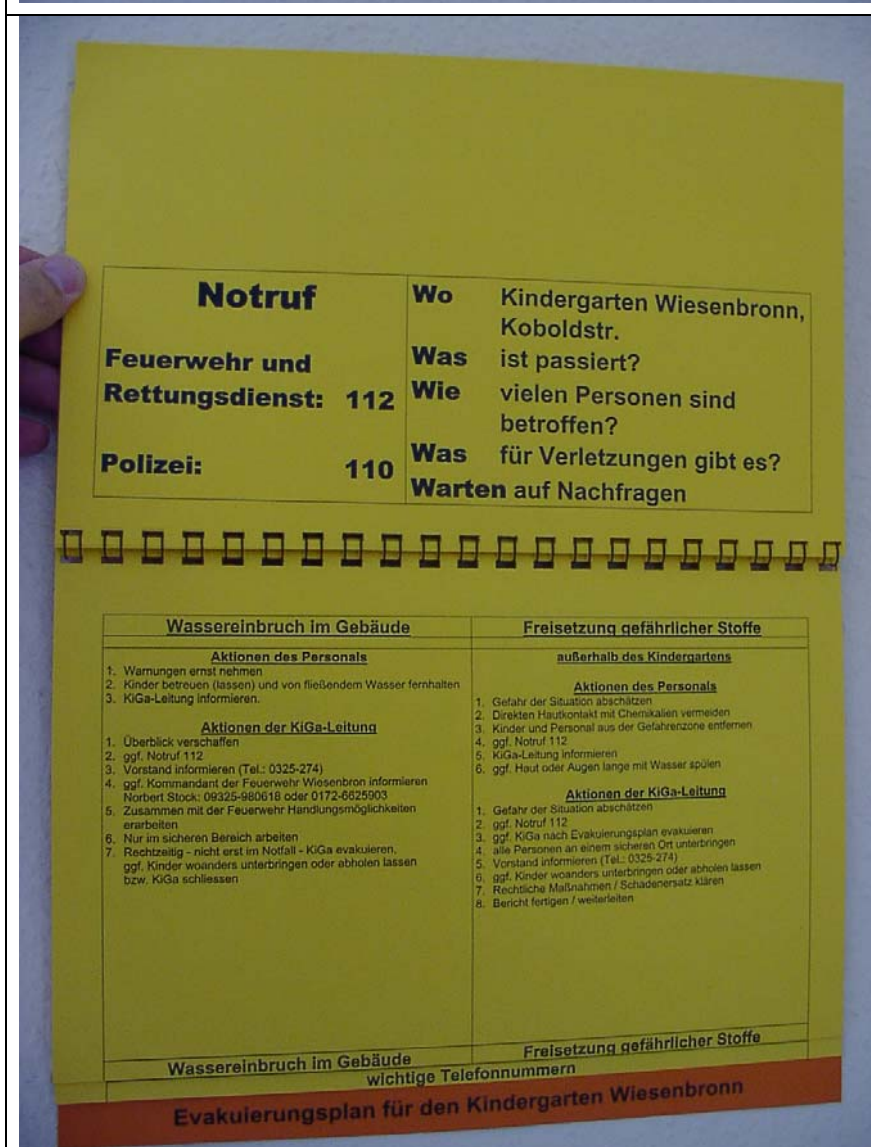 Notruf
Feuerwehr und
Rettungsdienst: 112
Polizei: 110
Wo Kindergarten Wiesenbronn,
Koboldstr.
Was ist passiert?
Wie vielen Personen sind
betroffen?
Was für Verletzungen gibt es?
Warten auf Nachfragen
Wassereinbruch im Gebäude
Aktionen des Personals
1. Warnungen ernst nehmen
2. Kinder betreuen (lassen) und von fließendem Wasser fernhalten
3. KiGa-Leitung informieren.
Aktionen der KiGa-Leitung
1. Überblick verschaffen
2. ggf. Notruf 112
3. Vorstand informieren (Tel.: 0325-274)
4. ggf. Kommandant der Feuerwehr Wiesenbron informieren
Norbert Stock: 09325-980618 oder 0172-6625903
5. Zusammen mit der Feuerwehr Handlungsmöglichkeiten
erarbeiten
6. Nur im sicheren Bereich arbeiten
7. Rechtzeitig - nicht erst im Notfall - KiGa evakuieren,
ggf. Kinder woanders unterbringen oder abholen lassen
bzw. KiGa schliessen
Freisetzung gefährlicher Stoffe
außerhalb des Kindergartens
Aktionen des Personals
1. Gefahr der Situation abschätzen
2. Direkten Hautkontakt mit Chemikalien vermeiden
3. Kinder und Personal aus der Gefahrenzone entfernen
4. ggf. Notruf 112
5. KiGa-Leitung informieren
6. ggf. Haut oder Augen lange mit Wasser spülen
Aktionen der KiGa-Leitung
1. Gefahr der Situation abschätzen
2. ggf. Notruf 112
3. ggf. KiGa nach Evakuierungsplan evakuieren
4. alle Personen an einem sicheren Ort unterbringen
5. Vorstand informieren (Tel.: 0325-274)
6. ggf. Kinder woanders unterbringen oder abholen lassen
7. Rechtliche Maßnahmen / Schadenersatz klären
8. Bericht fertigen / weiterleiten
Wassereinbruch im Gebäude
Freisetzung gefährlicher Stoffe
wichtige Telefonnummern
Evakuierungsplan für den Kindergarten Wiesenbronn